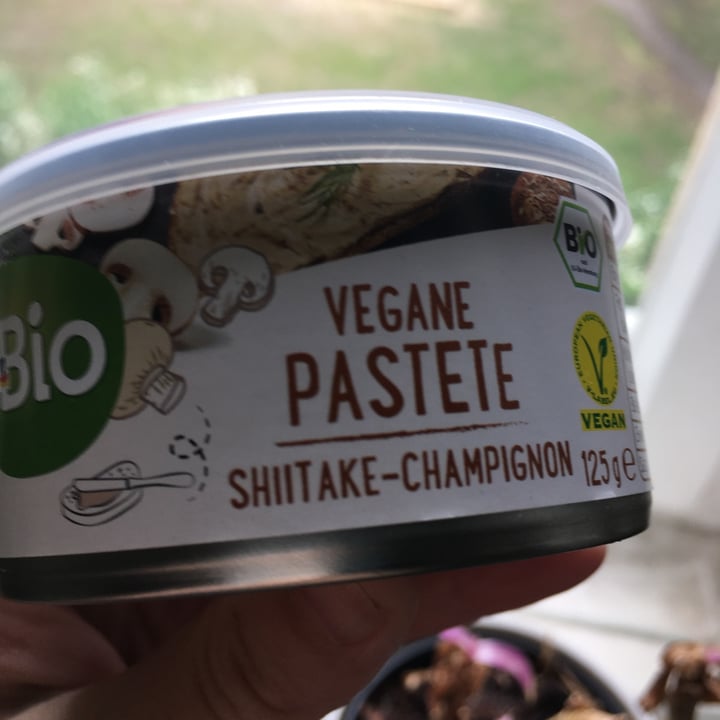 Bio
VEGANE
PASTETE
SHIITAKE-CHAMPIGNON
BiO
VEGAN
125 g e